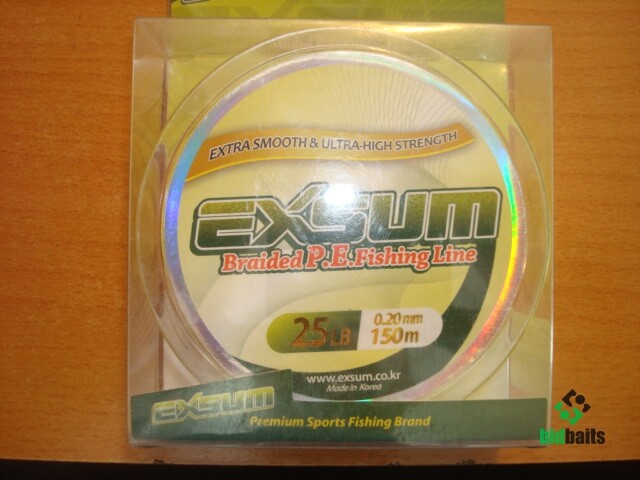 EXTRA SMOOTH & ULTRA-HIGH STRENGTH
EXSUM
Braided P.E. Fishing Line
25LB
0.20mm
150m
www.exsum.co.kr
Made in Korea
EXSUM
Premium Sports Fishing Brand
bigbaits